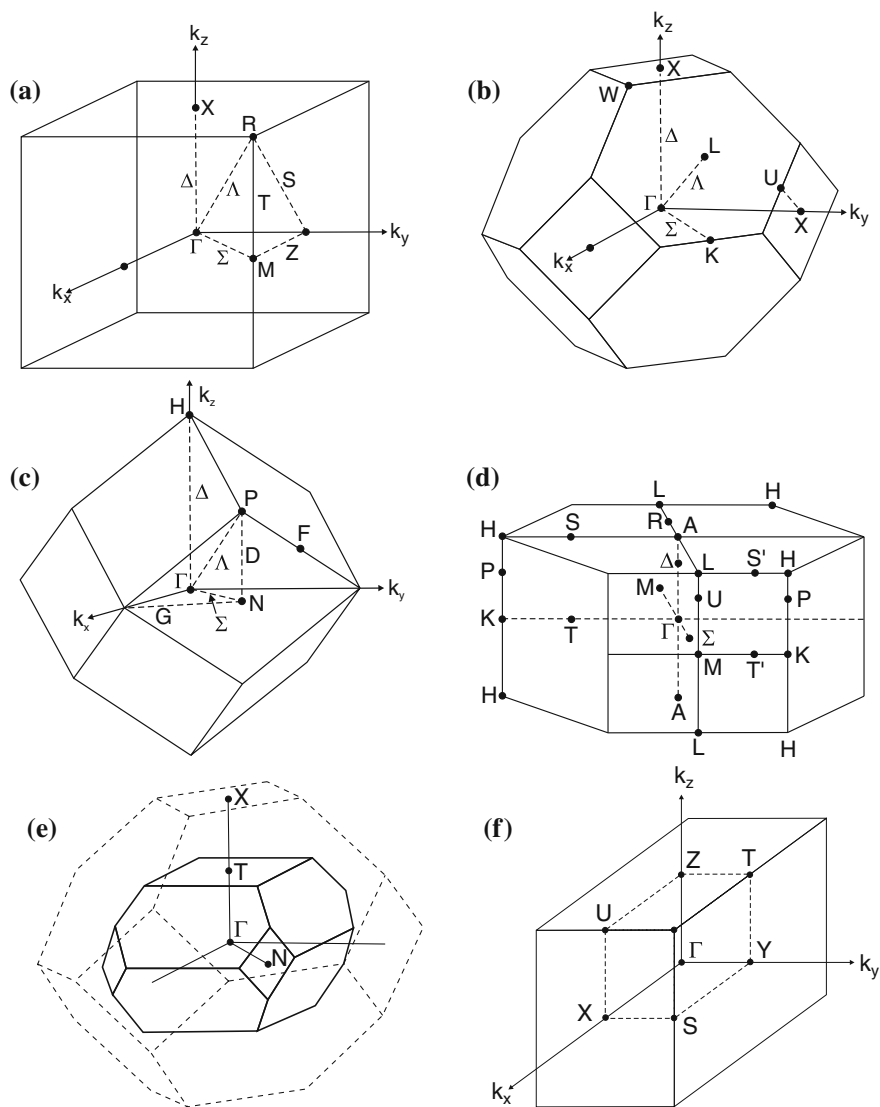 (a)
k_z
X
R
Δ
Λ
S
T
Γ
Σ
M
Z
k_y
k_x
(b)
k_z
X
W
Δ
L
Λ
U
Γ
Σ
K
X
k_y
k_x
(c)
H
k_z
Δ
P
F
Λ
D
Γ
k_y
k_x
G
N
Σ
(d)
L
H
R
A
H
S
Δ
L
S'
H
P
M
U
P
K
T
Γ
Σ
M
T'
K
H
A
L
H
(e)
X
T
Γ
N
(f)
k_z
Z
T
U
Γ
Y
k_y
X
S
k_x